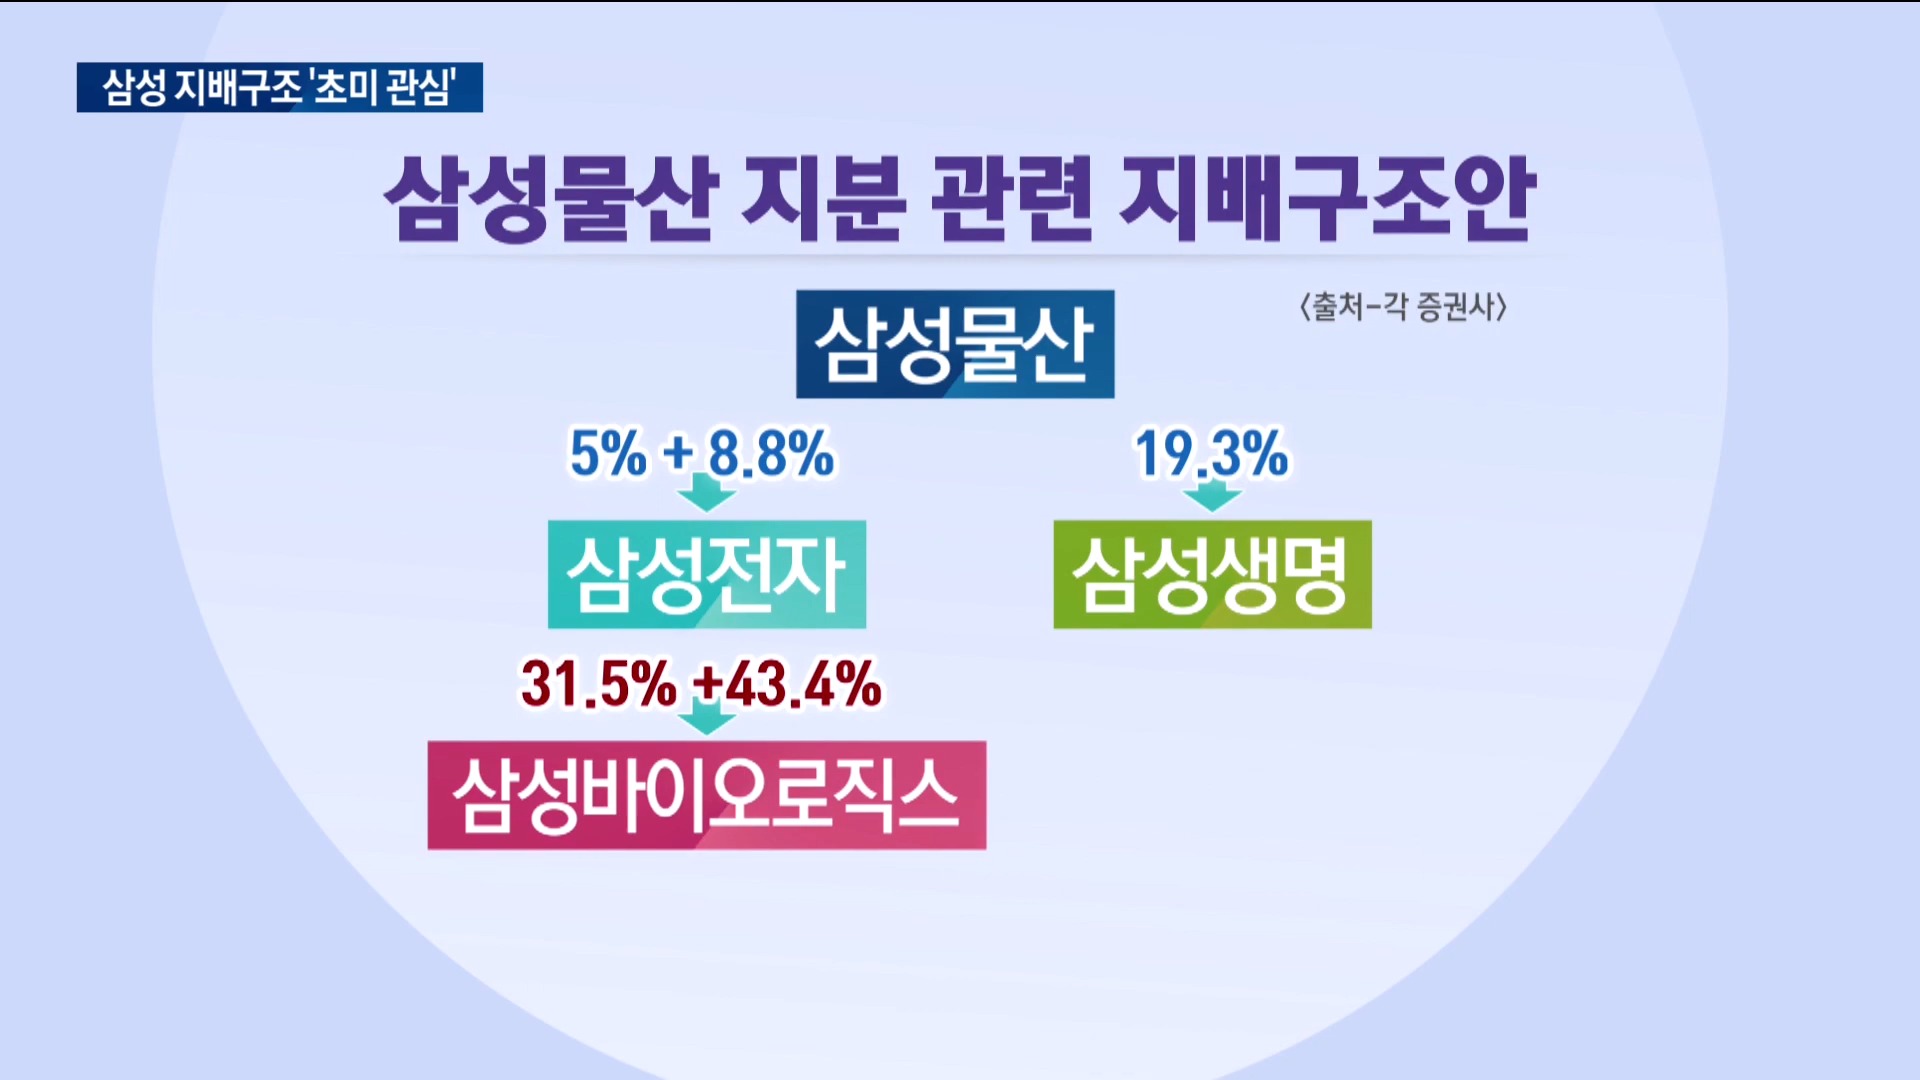 삼성 지배구조 '초미 관심'
삼성물산 지분 관련 지배구조안
<출처-각 증권사>
삼성물산
5% + 8.8%
19.3%
삼성전자
삼성생명
31.5% +43.4%
삼성바이오로직스